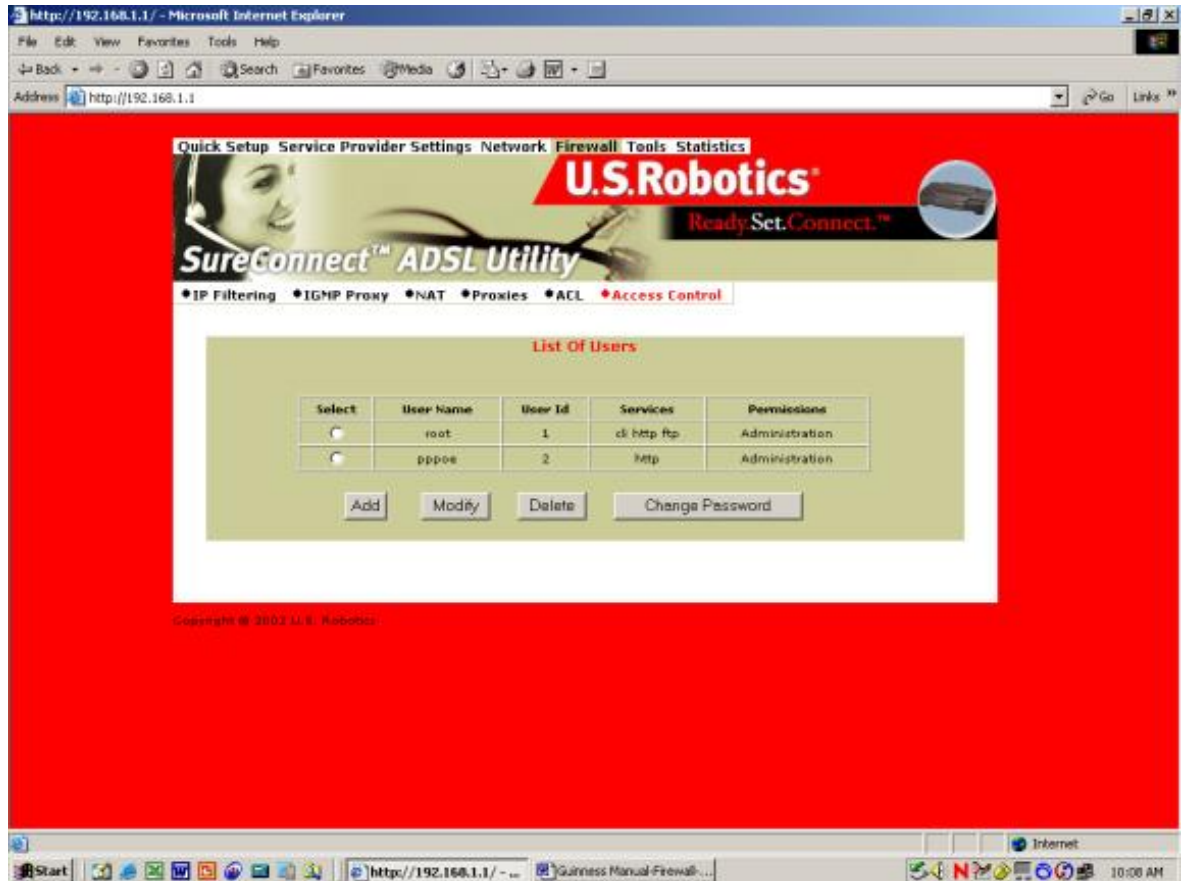 http://192.168.1.1/ - Microsoft Internet Explorer
File Edit View Favorites Tools Help
Back Search Favorites Media
Address http://192.168.1.1 Go Links »
Quick Setup Service Provider Settings Network Firewall Tools Statistics
U.S.Robotics®
Ready.Set.Connect.™
SureConnect™ ADSL Utility
IP Filtering IGMP Proxy NAT Proxies ACL Access Control
List Of Users
Select User Name User Id Services Permissions
root 1 cli http ftp Administration
pppoe 2 http Administration
Add Modify Delete Change Password
Copyright © 2002 U.S. Robotics
Internet
Start http://192.168.1.1/ - ... Guinness Manual-Firewall-... 10:08 AM